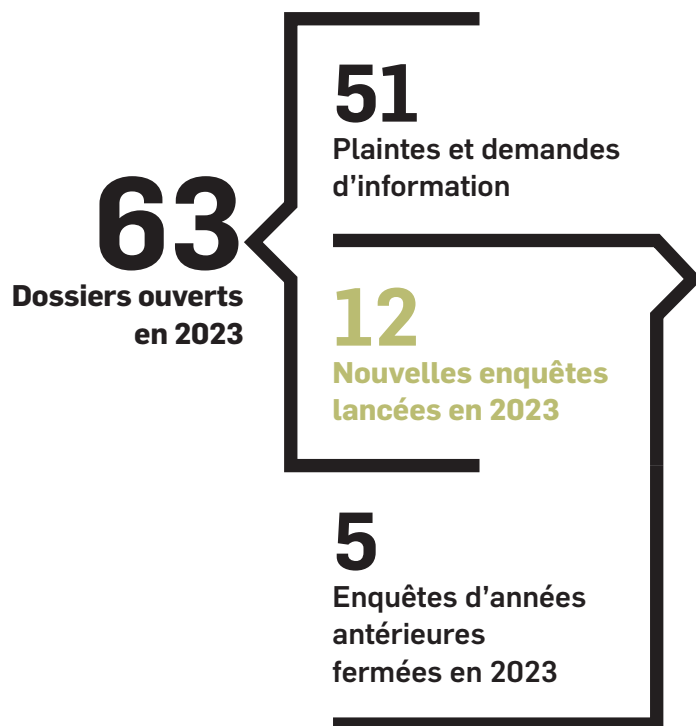 63
Dossiers ouverts
en 2023
51
Plaintes et demandes
d’information
12
Nouvelles enquêtes
lancées en 2023
5
Enquêtes d’années
antérieures
fermées en 2023